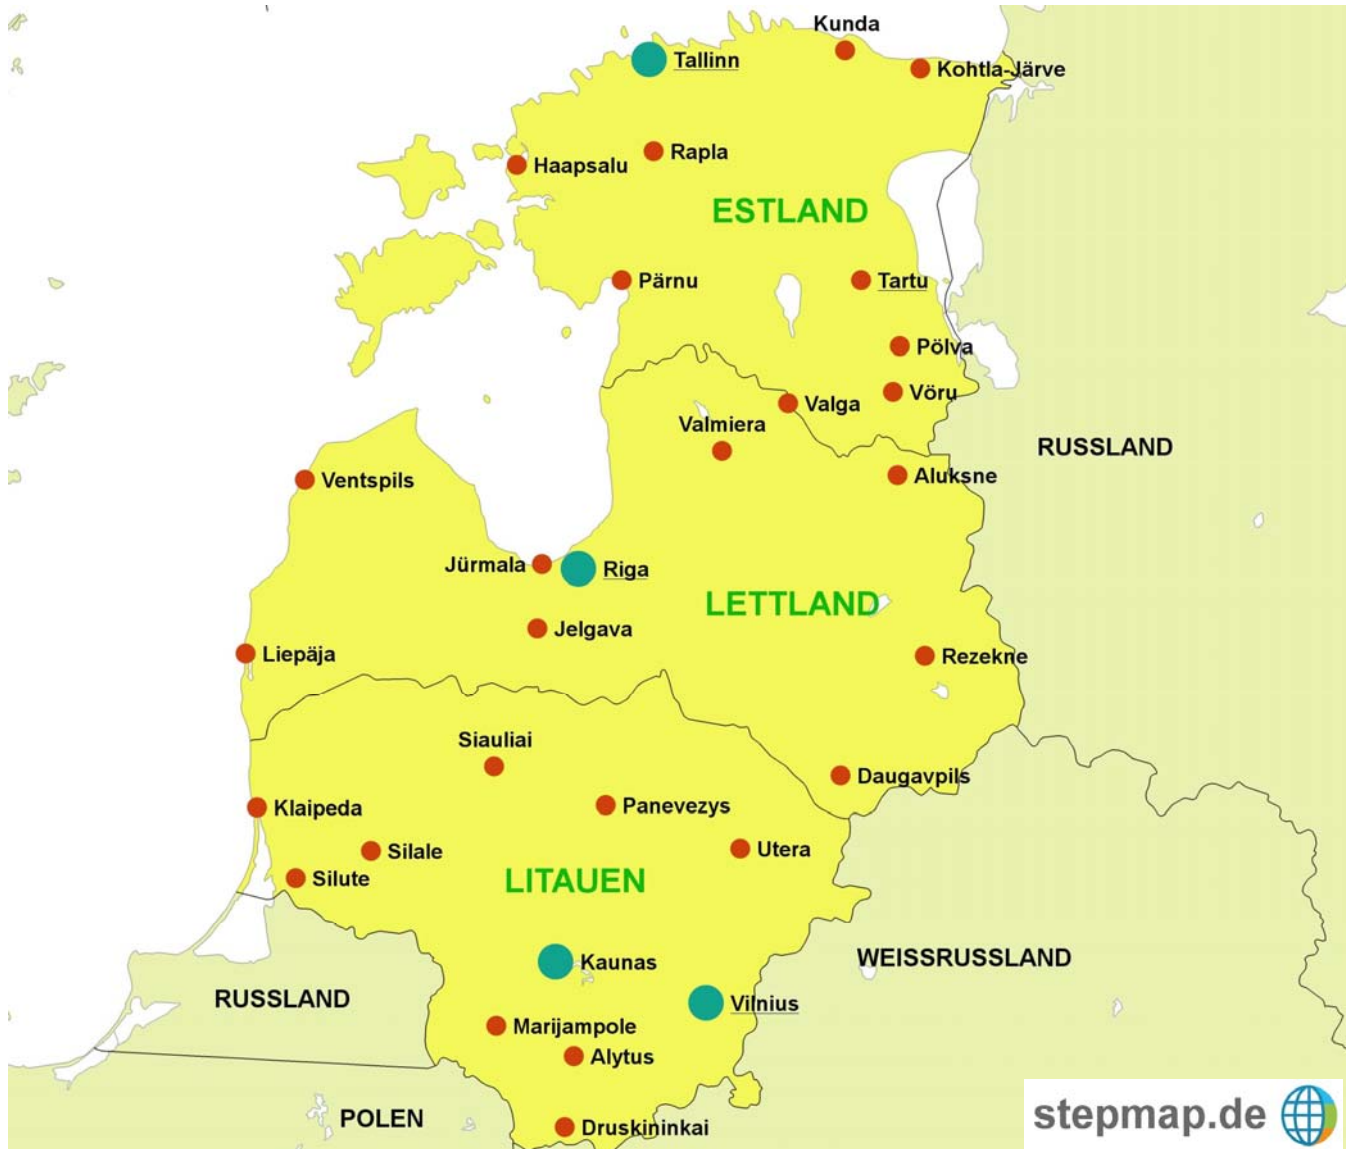 Kunda
Tallinn
Kohtla-Järve
Rapla
Haapsalu
ESTLAND
Pärnu
Tartu
Pölva
Vöru
Valga
Valmiera
RUSSLAND
Aluksne
Ventspils
Jürmala
Riga
LETTLAND
Jelgava
Liepäja
Rezekne
Siauliai
Daugavpils
Panevezys
Klaipeda
Utera
Silale
Silute
LITAUEN
WEISSRUSSLAND
Kaunas
RUSSLAND
Vilnius
Marijampole
Alytus
POLEN
Druskininkai
stepmap.de